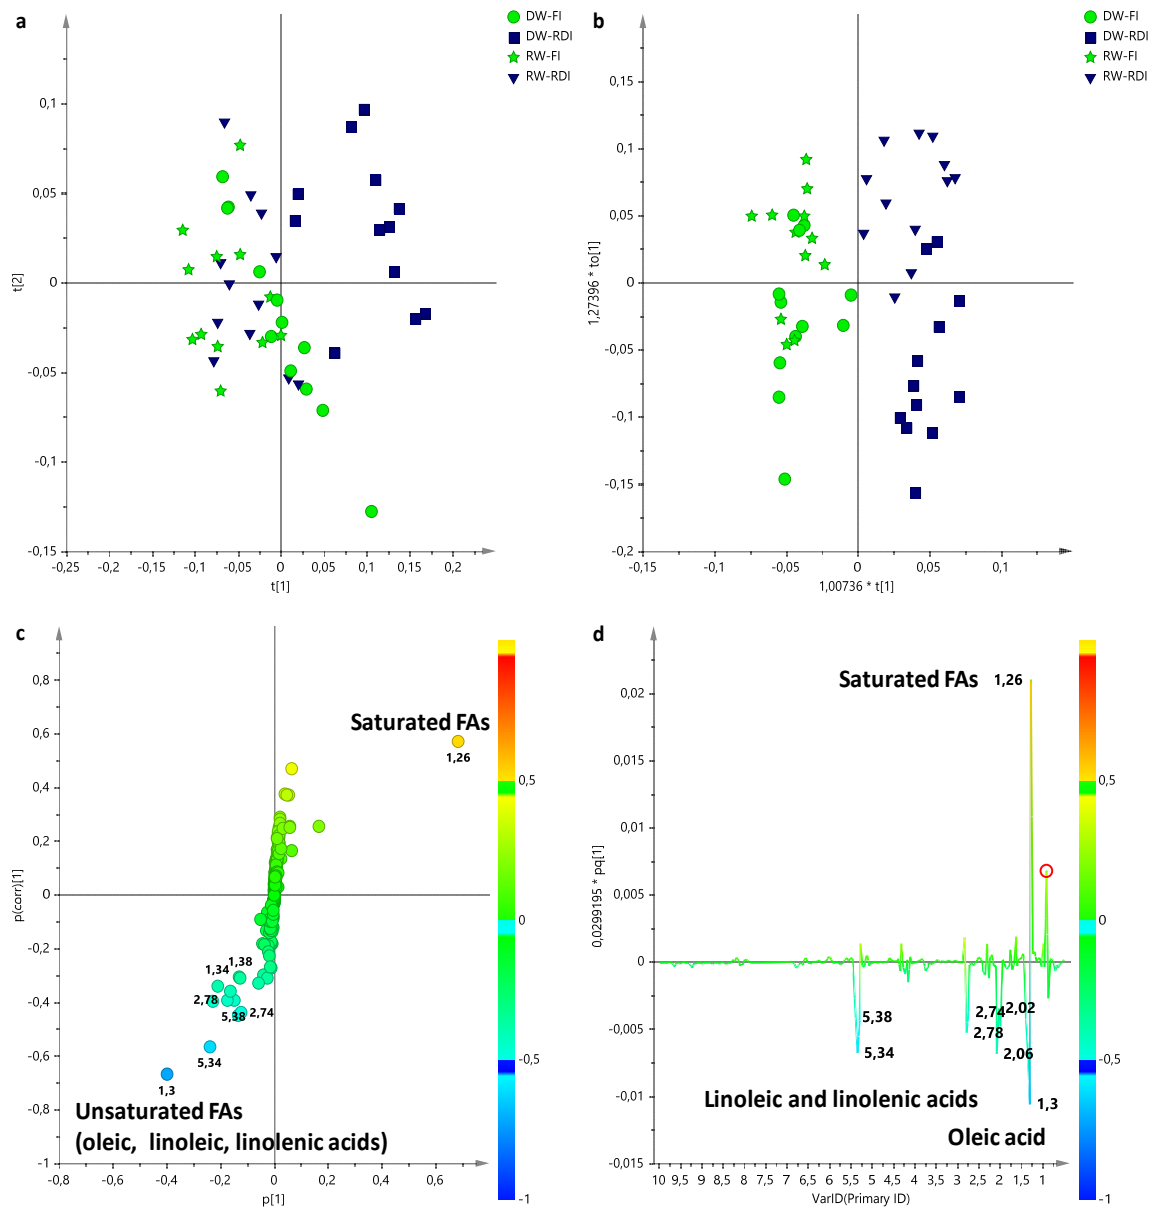 a
DW-FI
DW-RDI
RW-FI
RW-RDI
0,1
0,05
0
-0,05
-0,1
-0,15
t[2]
-0,25 -0,2 -0,15 -0,1 -0,05 0 0,05 0,1 0,15 0,2
t[1]
b
DW-FI
DW-RDI
RW-FI
RW-RDI
0,15
0,1
0,05
0
-0,05
-0,1
-0,15
-0,2
1,27396 * to[1]
-0,15 -0,1 -0,05 0 0,05 0,1
1,00736 * t[1]
c
0,8
0,6
0,4
0,2
0
-0,2
-0,4
-0,6
-0,8
-1
p(corr)[1]
Saturated FAs
1,26
1,34
1,38
2,78
5,38
2,74
5,34
1,3
Unsaturated FAs
(oleic, linoleic, linolenic acids)
-0,8 -0,6 -0,4 -0,2 0 0,2 0,4 0,6
p[1]
0,5
0
-0,5
-1
d
0,02
0,015
0,01
0,005
0
-0,005
-0,01
-0,015
0,0299195 * pq[1]
Saturated FAs
1,26
5,38
5,34
2,74
2,02
2,78
2,06
1,3
Linoleic and linolenic acids
Oleic acid
10 9,5 9 8,5 8 7,5 7 6,5 6 5,5 5 4,5 4 3,5 3 2,5 2 1,5 1
VarID(Primary ID)
0,5
0
-0,5
-1